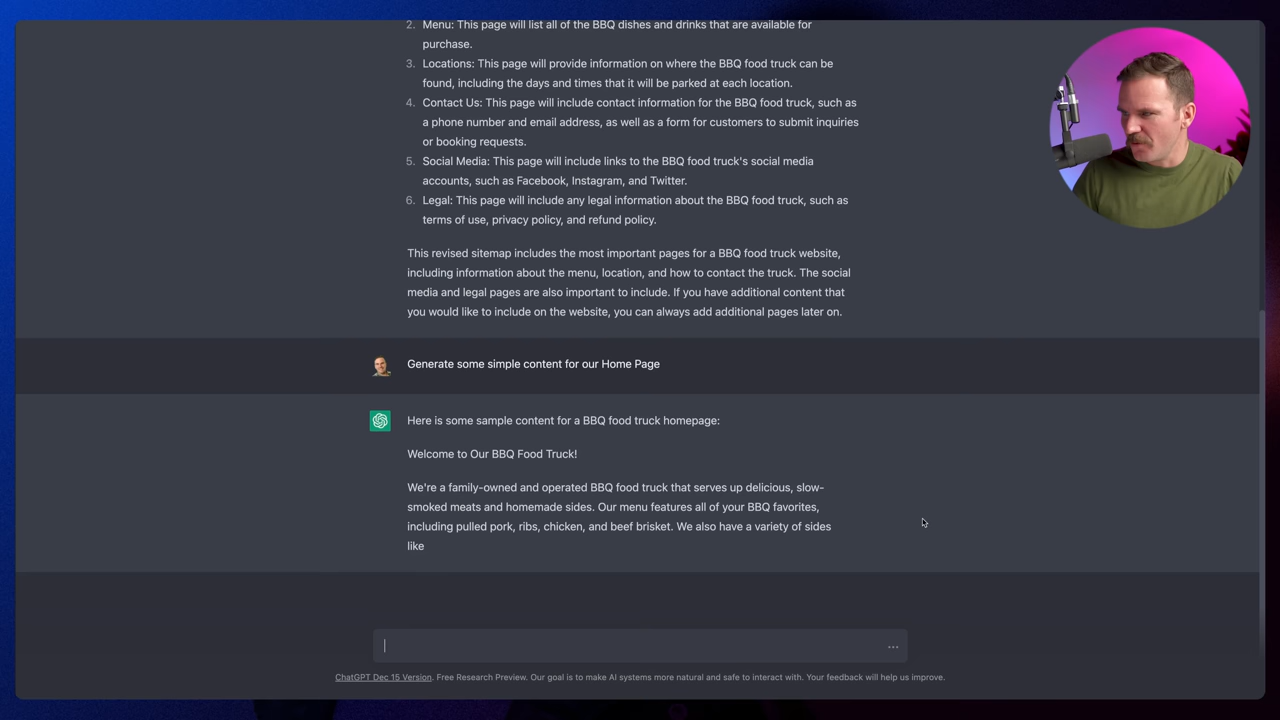 2. Menu: This page will list all of the BBQ dishes and drinks that are available for
purchase.
3. Locations: This page will provide information on where the BBQ food truck can be
found, including the days and times that it will be parked at each location.
4. Contact Us: This page will include contact information for the BBQ food truck, such as
a phone number and email address, as well as a form for customers to submit inquiries
or booking requests.
5. Social Media: This page will include links to the BBQ food truck's social media
accounts, such as Facebook, Instagram, and Twitter.
6. Legal: This page will include any legal information about the BBQ food truck, such as
terms of use, privacy policy, and refund policy.
This revised sitemap includes the most important pages for a BBQ food truck website,
including information about the menu, location, and how to contact the truck. The social
media and legal pages are also important to include. If you have additional content that
you would like to include on the website, you can always add additional pages later on.
Generate some simple content for our Home Page
Here is some sample content for a BBQ food truck homepage:
Welcome to Our BBQ Food Truck!
We're a family-owned and operated BBQ food truck that serves up delicious, slow-
smoked meats and homemade sides. Our menu features all of your BBQ favorites,
including pulled pork, ribs, chicken, and beef brisket. We also have a variety of sides
like
ChatGPT Dec 15 Version. Free Research Preview. Our goal is to make AI systems more natural and safe to interact with. Your feedback will help us improve.